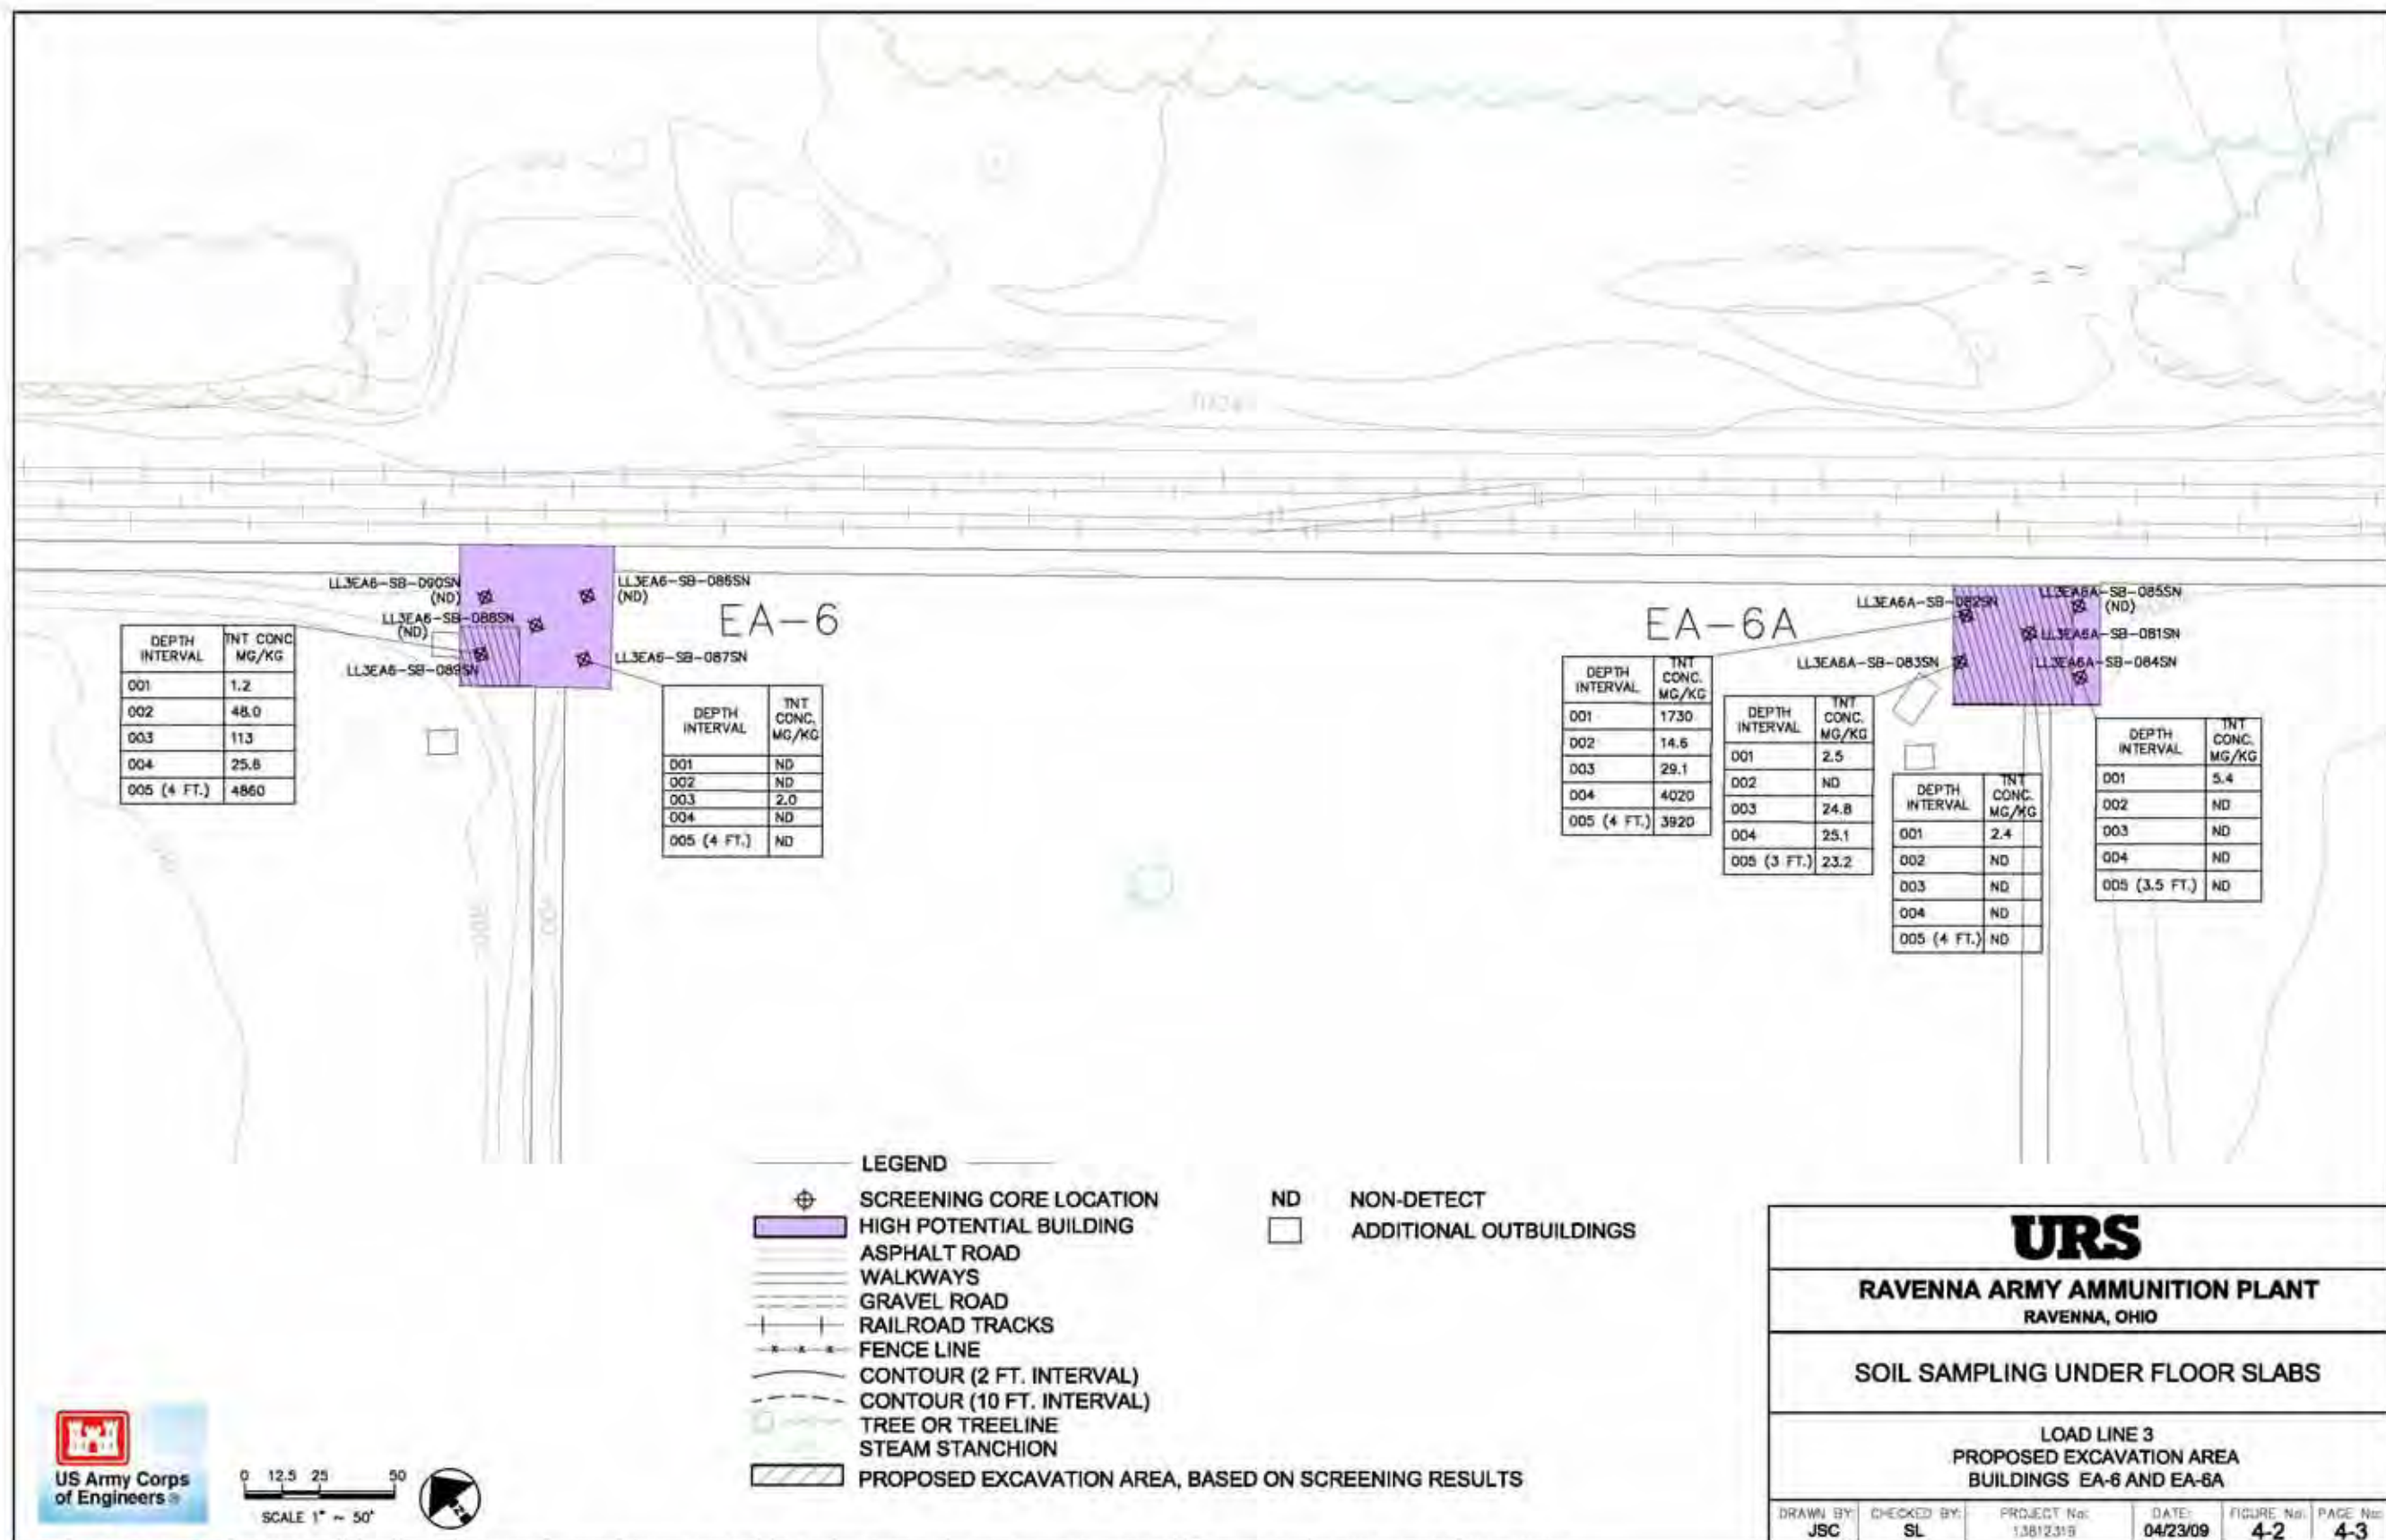 LL3EA6-SB-090SN
(ND)
LL3EA6-SB-086SN
(ND)
LL3EA6-SB-088SN
(ND)
EA-6
LL3EA6-SB-089SN
LL3EA6-SB-087SN
DEPTH INTERVAL TNT CONC MG/KG
001 1.2
002 48.0
003 113
004 25.6
005 (4 FT.) 4860
DEPTH INTERVAL TNT CONC. MG/KG
001 ND
002 ND
003 2.0
004 ND
005 (4 FT.) ND
EA-6A
LL3EA6A-SB-082SN
LL3EA6A-SB-085SN
(ND)
LL3EA6A-SB-081SN
LL3EA6A-SB-083SN
LL3EA6A-SB-084SN
DEPTH INTERVAL TNT CONC. MG/KG
001 1730
002 14.6
003 29.1
004 4020
005 (4 FT.) 3920
DEPTH INTERVAL TNT CONC. MG/KG
001 2.5
002 ND
003 24.8
004 25.1
005 (3 FT.) 23.2
DEPTH INTERVAL TNT CONC. MG/KG
001 2.4
002 ND
003 ND
004 ND
005 (4 FT.) ND
DEPTH INTERVAL TNT CONC. MG/KG
001 5.4
002 ND
003 ND
004 ND
005 (3.5 FT.) ND
LEGEND
SCREENING CORE LOCATION
HIGH POTENTIAL BUILDING
ASPHALT ROAD
WALKWAYS
GRAVEL ROAD
RAILROAD TRACKS
FENCE LINE
CONTOUR (2 FT. INTERVAL)
CONTOUR (10 FT. INTERVAL)
TREE OR TREELINE
STEAM STANCHION
PROPOSED EXCAVATION AREA, BASED ON SCREENING RESULTS
ND NON-DETECT
ADDITIONAL OUTBUILDINGS
US Army Corps
of Engineers ®
0 12.5 25 50
SCALE 1" ~ 50'
N
URS
RAVENNA ARMY AMMUNITION PLANT
RAVENNA, OHIO
SOIL SAMPLING UNDER FLOOR SLABS
LOAD LINE 3
PROPOSED EXCAVATION AREA
BUILDINGS EA-6 AND EA-6A
DRAWN BY: CHECKED BY: PROJECT No: DATE: FIGURE No: PAGE No:
JSC SL 13812319 04/23/09 4-2 4-3